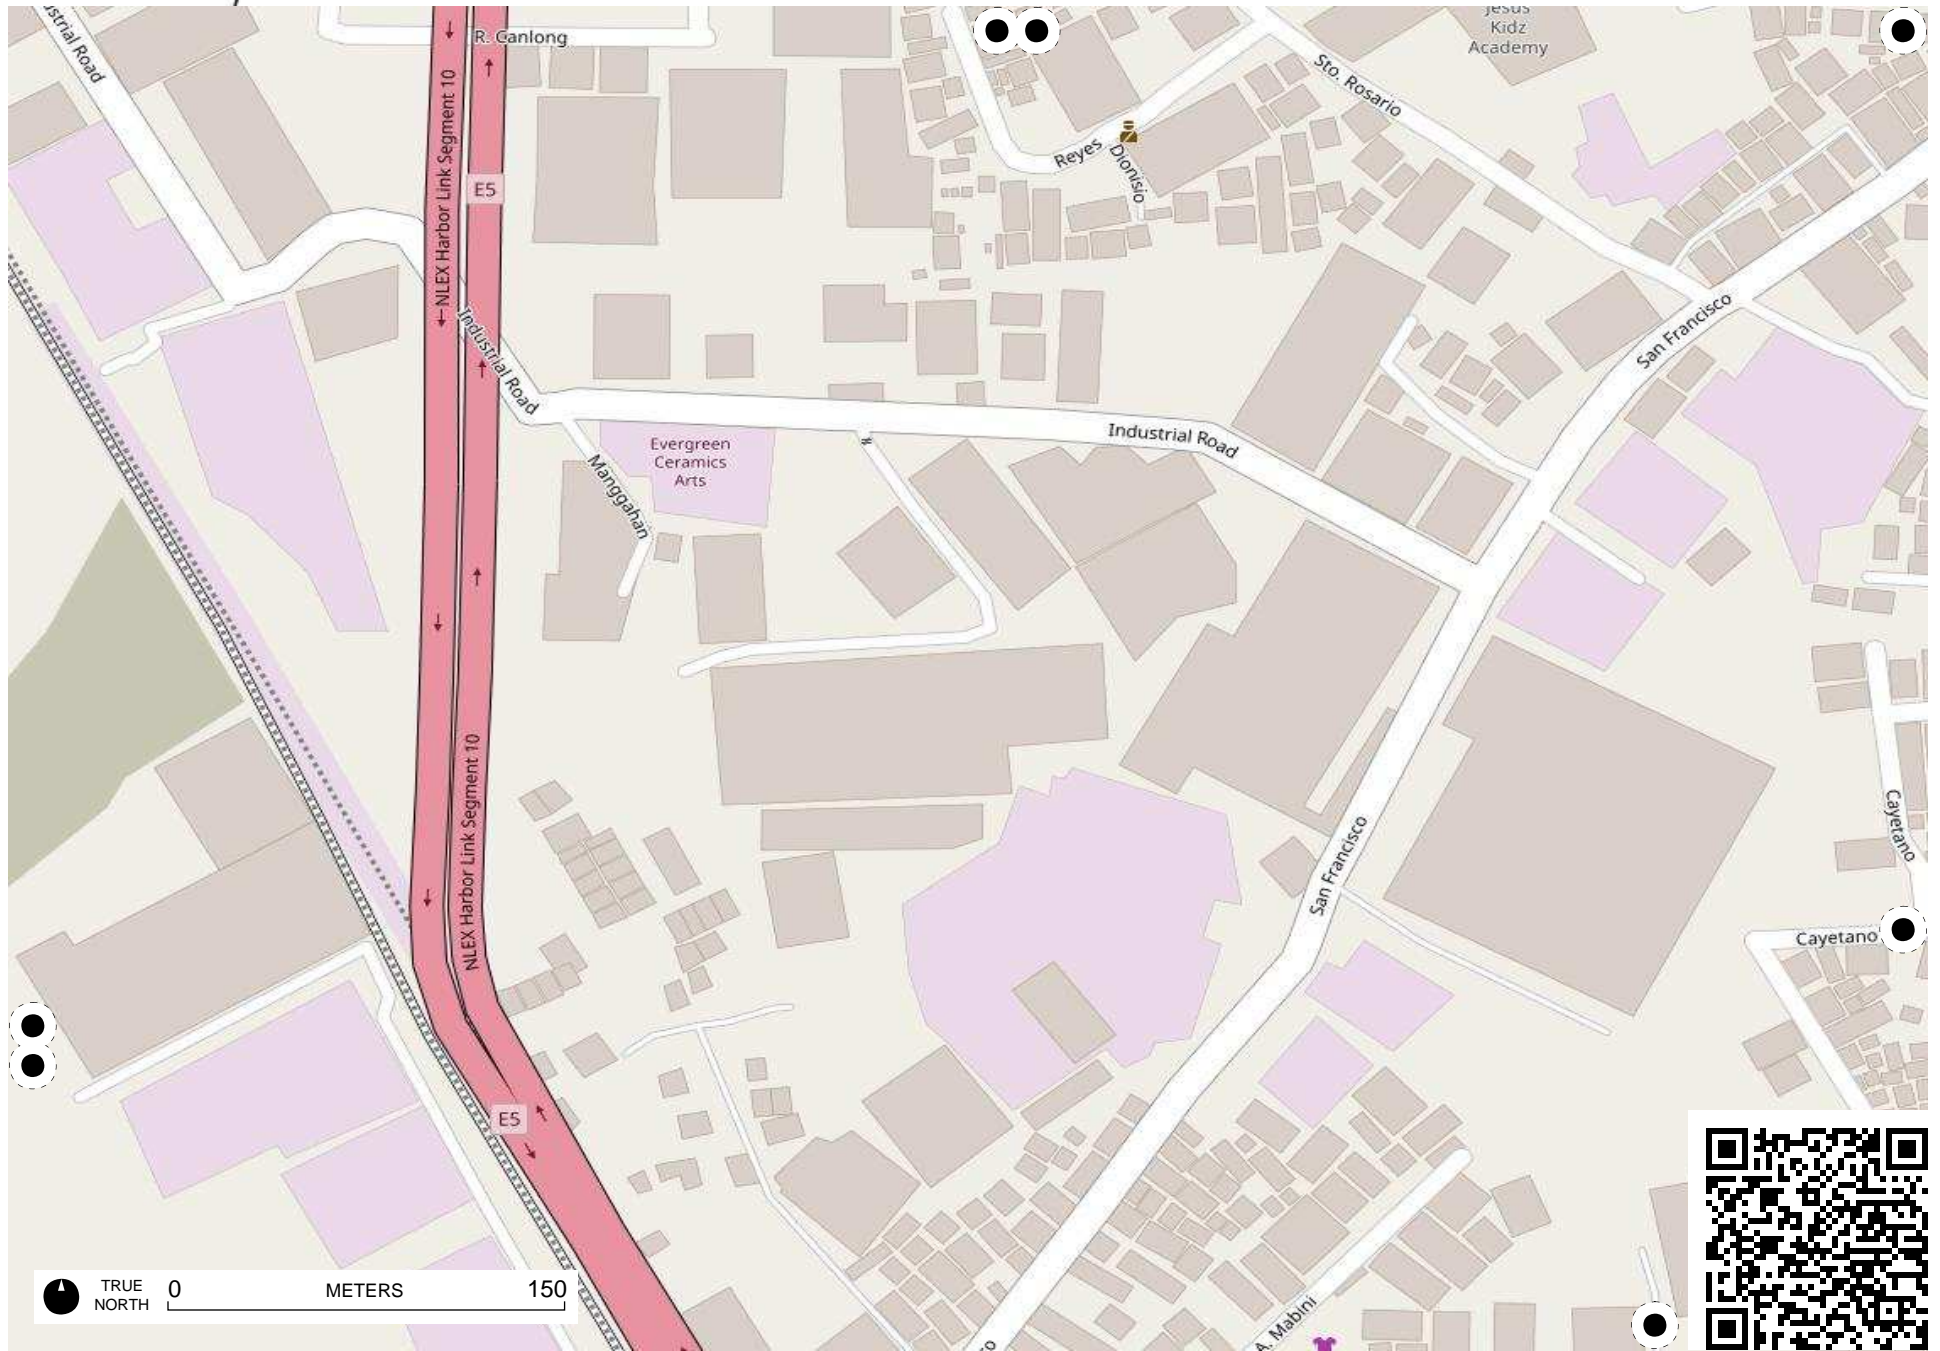 Industrial Road
R. Canlong
Jesus
Kidz
Academy
Sto. Rosario
NLEX Harbor Link Segment 10
E5
Reyes
Dionisio
San Francisco
Industrial Road
Industrial Road
Evergreen
Ceramics
Arts
Manggahan
NLEX Harbor Link Segment 10
San Francisco
Cayetano
Cayetano
E5
TRUE
NORTH
0 METERS 150
A. Mabini